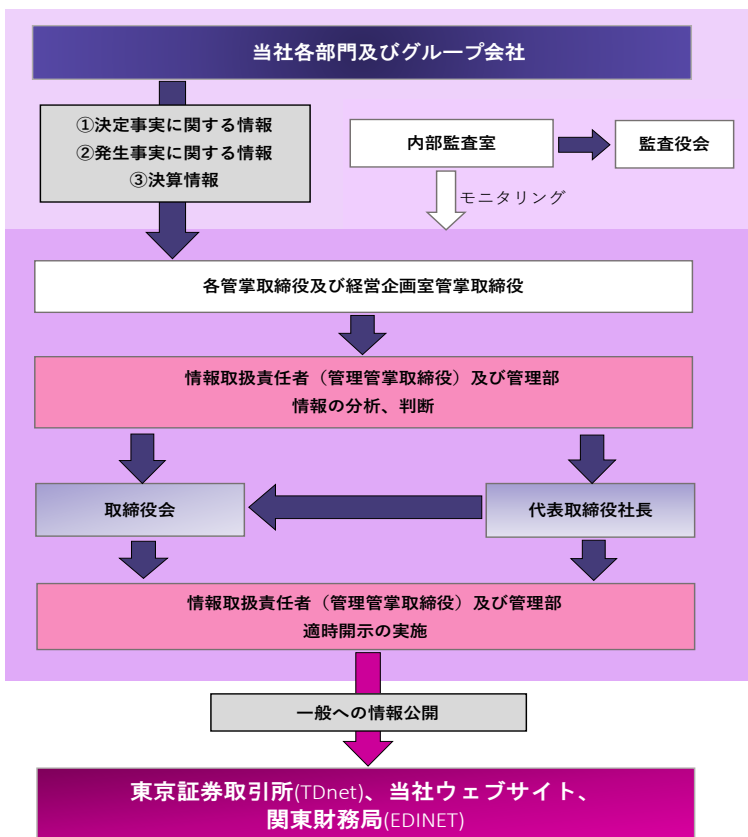 当社各部門及びグループ会社
①決定事実に関する情報
②発生事実に関する情報
③決算情報
内部監査室
監査役会
モニタリング
各管掌取締役及び経営企画室管掌取締役
情報取扱責任者（管理管掌取締役）及び管理部
情報の分析、判断
取締役会
代表取締役社長
情報取扱責任者（管理管掌取締役）及び管理部
適時開示の実施
一般への情報公開
東京証券取引所(TDnet)、当社ウェブサイト、
関東財務局(EDINET)